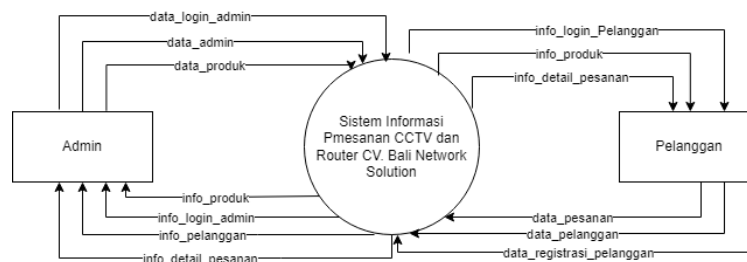 data_login_admin
data_admin
data_produk
info_login_Pelanggan
info_produk
info_detail_pesanan
Admin
Sistem Informasi
Pmesanan CCTV dan
Router CV. Bali Network
Solution
Pelanggan
info_produk
info_login_admin
info_pelanggan
info_detail_pesanan
data_pesanan
data_pelanggan
data_registrasi_pelanggan